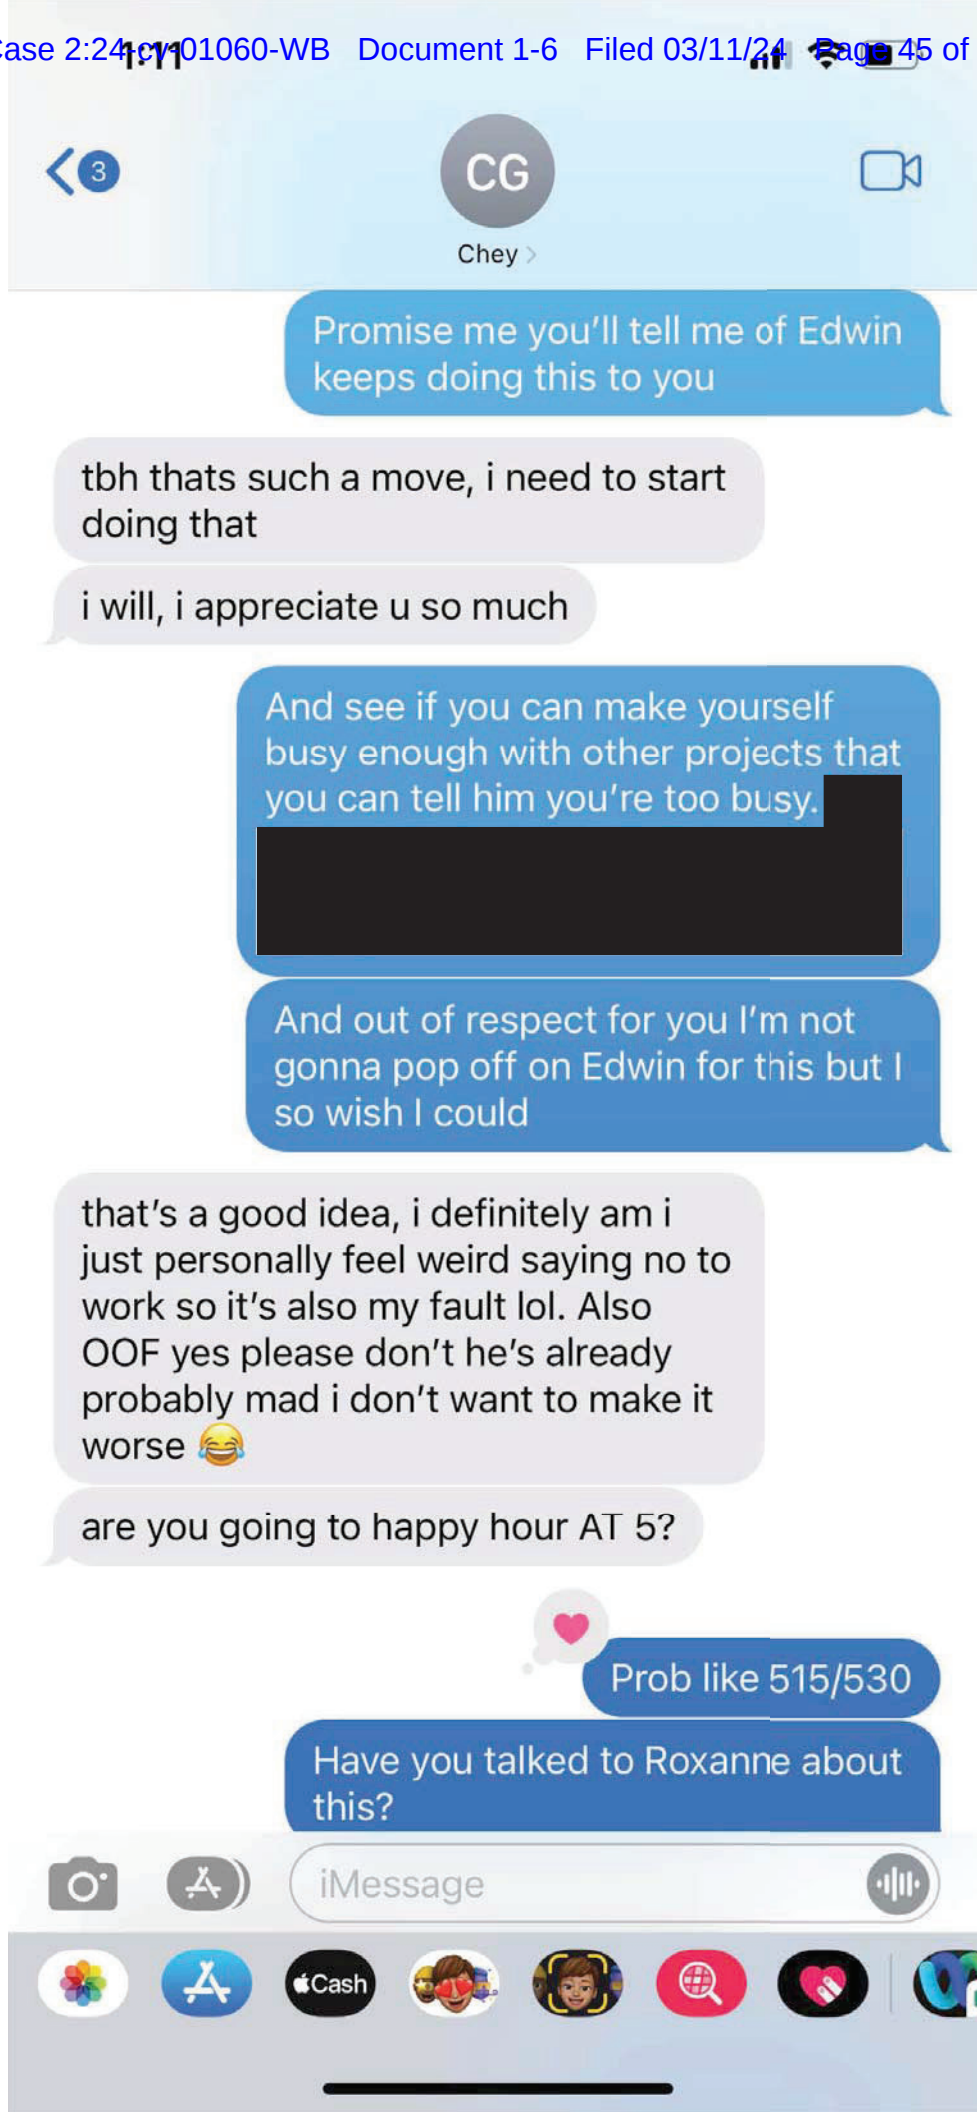 Case 2:24-cv-01060-WB Document 1-6 Filed 03/11/24 Page 45 of
1:11
3
CG
Chey
Promise me you'll tell me of Edwin
keeps doing this to you
tbh thats such a move, i need to start
doing that
i will, i appreciate u so much
And see if you can make yourself
busy enough with other projects that
you can tell him you're too busy.
And out of respect for you I'm not
gonna pop off on Edwin for this but I
so wish I could
that's a good idea, i definitely am i
just personally feel weird saying no to
work so it's also my fault lol. Also
OOF yes please don't he's already
probably mad i don't want to make it
worse 😂
are you going to happy hour AT 5?
Prob like 515/530
Have you talked to Roxanne about
this?
iMessage
Cash